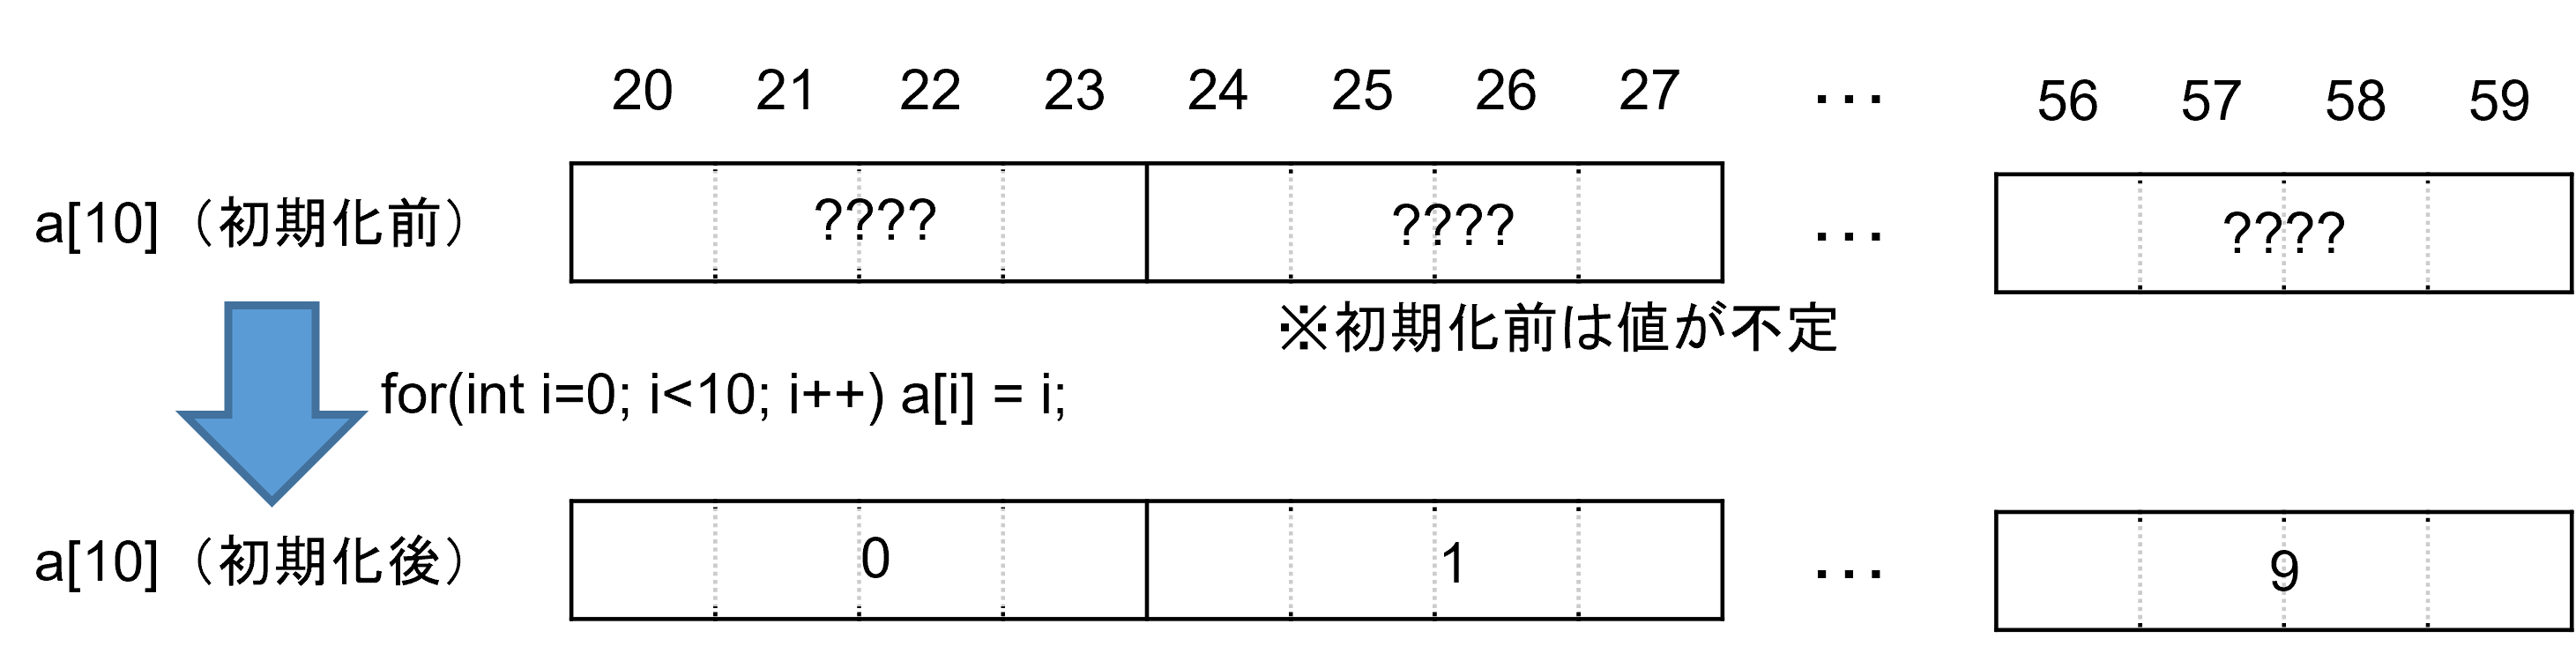 20 21 22 23 24 25 26 27 … 56 57 58 59
a[10]（初期化前） ???? ???? … ????
※初期化前は値が不定
for(int i=0; i<10; i++) a[i] = i;
a[10]（初期化後） 0 1 … 9